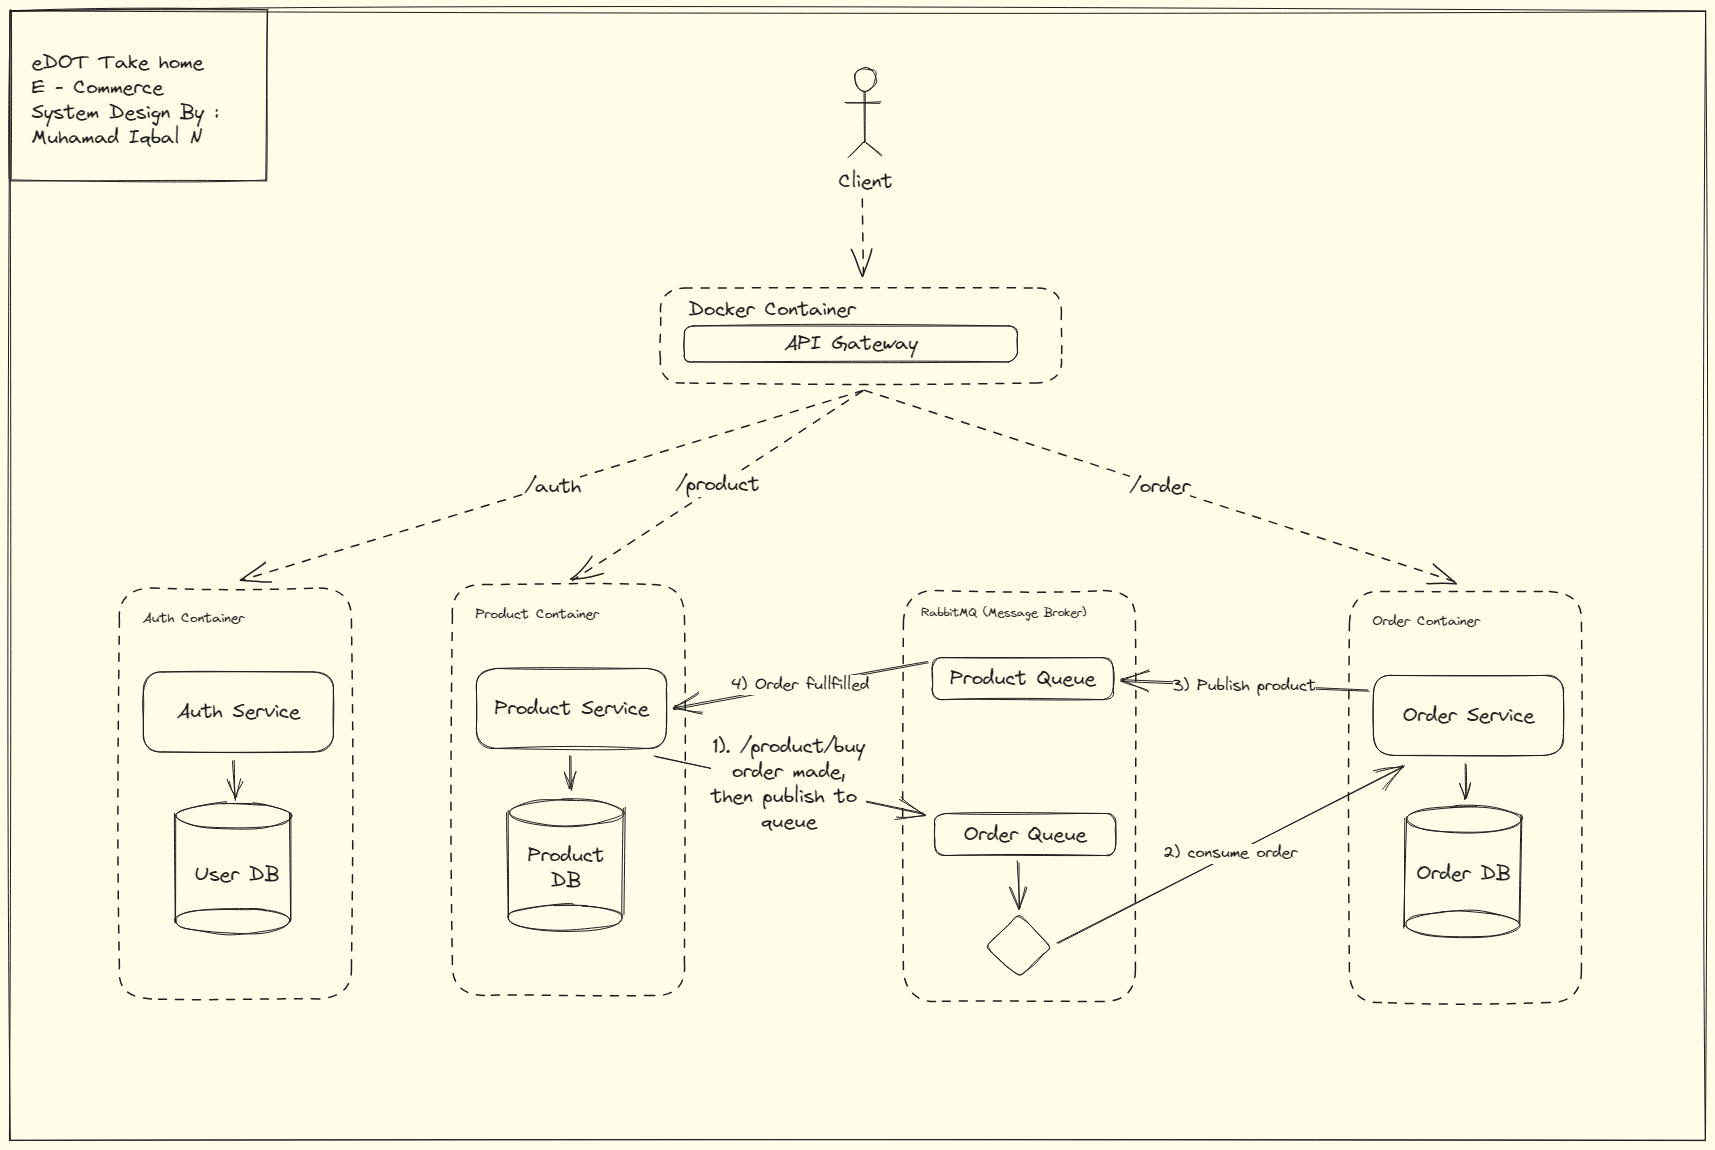 eDOT Take home
E - Commerce
System Design By :
Muhamad Iqbal N
Client
Docker Container
API Gateway
/auth
/product
/order
Auth Container
Auth Service
User DB
Product Container
Product Service
Product
DB
4) Order fullfilled
1). /product/buy
order made,
then publish to
queue
RabbitMQ (Message Broker)
Product Queue
Order Queue
3) Publish product
2) consume order
Order Container
Order Service
Order DB